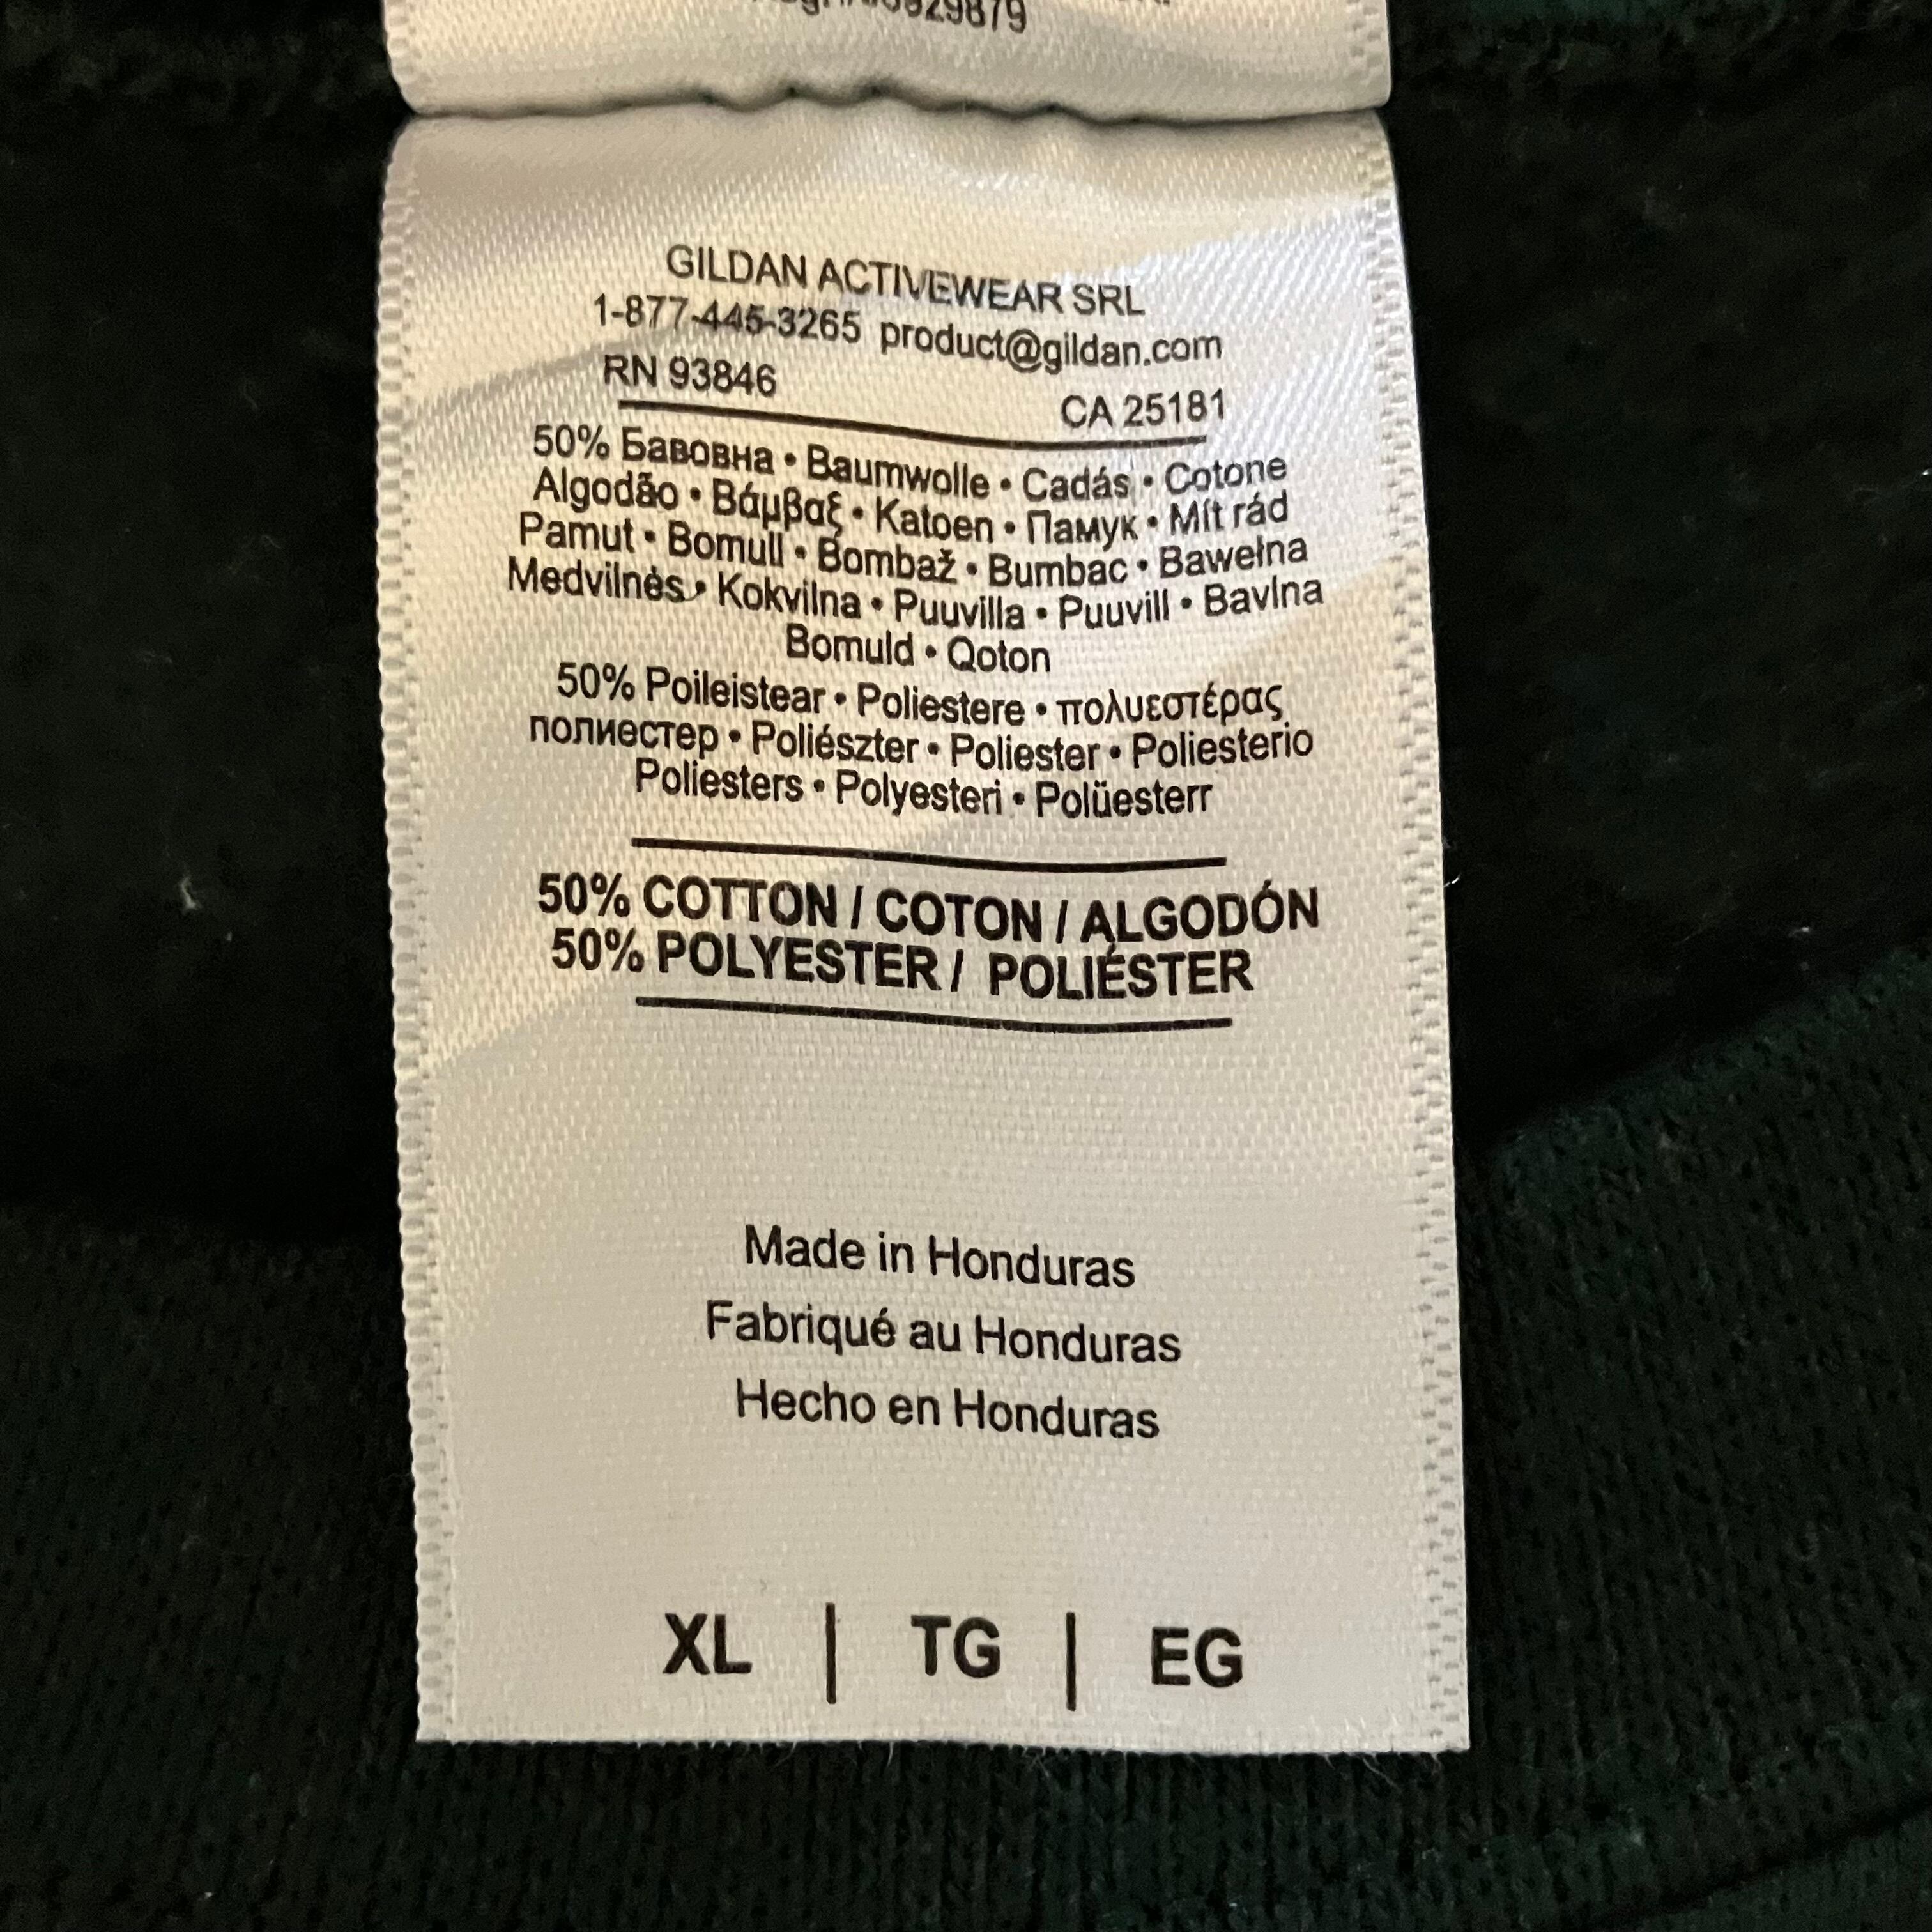 GILDAN ACTIVEWEAR SRL
1-877-445-3265 product@gildan.com
RN 93846 CA 25181
50% Бавовна • Baumwolle • Cadás • Cotone
Algodão • Βάμβαξ • Katoen • Памук • Mít rád
Pamut • Bomull • Bombaž • Bumbac • Bawełna
Medvilnės • Kokvilna • Puuvilla • Puuvill • Bavlna
Bomuld • Qoton
50% Poileistear • Poliestere • πολυεστέρας
полиестер • Poliészter • Poliester • Poliesterio
Poliesters • Polyesteri • Polüesterr
50% COTTON / COTON / ALGODÓN
50% POLYESTER / POLIÉSTER
Made in Honduras
Fabriqué au Honduras
Hecho en Honduras
XL | TG | EG